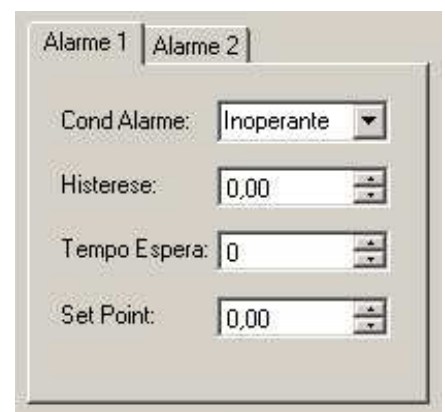 Alarme 1 Alarme 2
Cond Alarme: Inoperante
Histerese: 0,00
Tempo Espera: 0
Set Point: 0,00